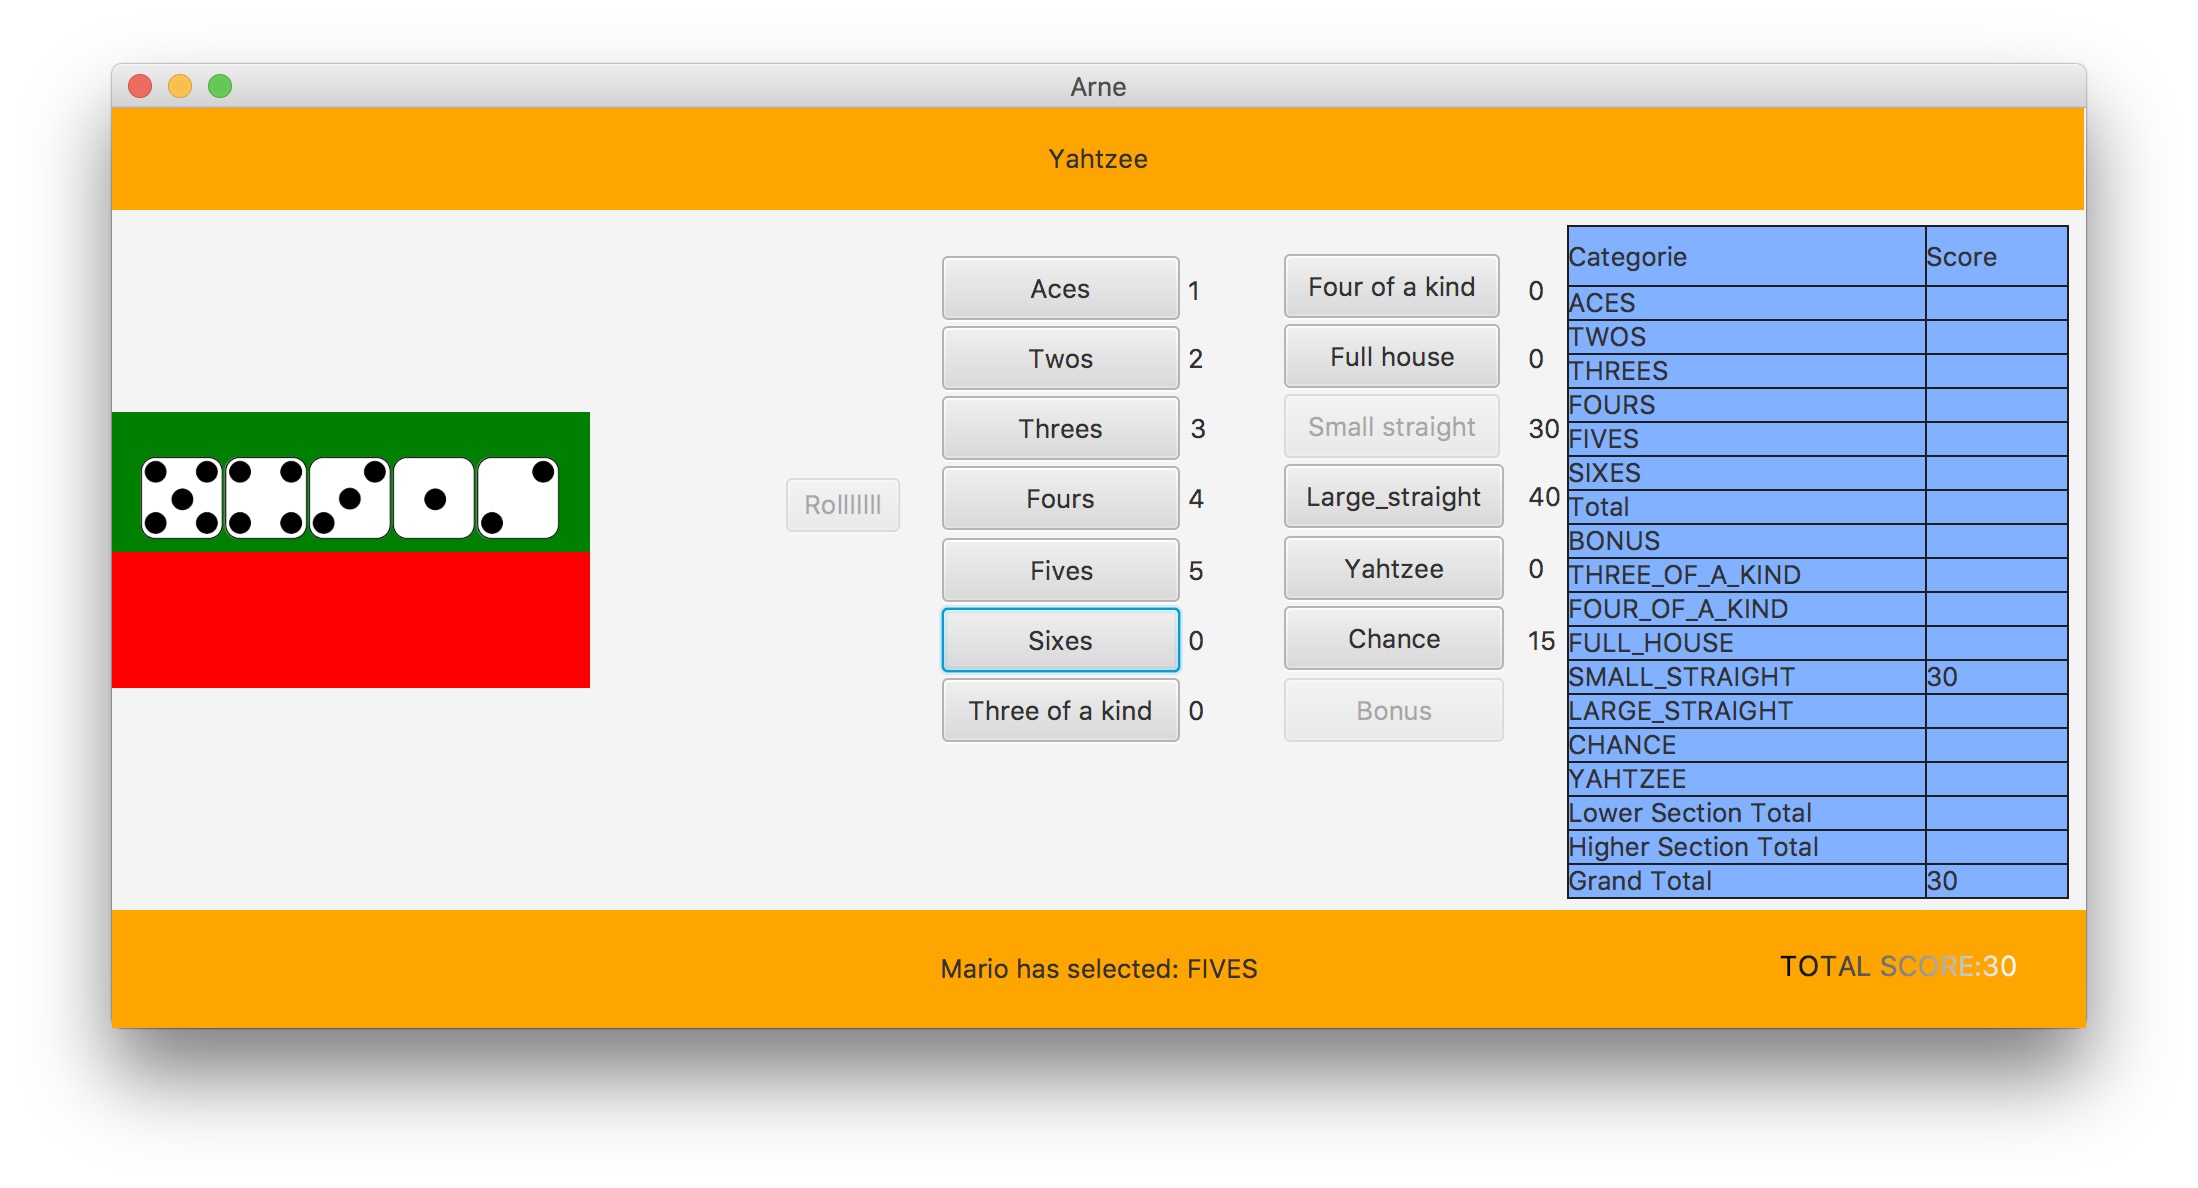 Arne
Yahtzee
Rolllllll
Aces 1
Twos 2
Threes 3
Fours 4
Fives 5
Sixes 0
Three of a kind 0
Four of a kind 0
Full house 0
Small straight 30
Large_straight 40
Yahtzee 0
Chance 15
Bonus
Categorie Score
ACES
TWOS
THREES
FOURS
FIVES
SIXES
Total
BONUS
THREE_OF_A_KIND
FOUR_OF_A_KIND
FULL_HOUSE
SMALL_STRAIGHT 30
LARGE_STRAIGHT
CHANCE
YAHTZEE
Lower Section Total
Higher Section Total
Grand Total 30
Mario has selected: FIVES
TOTAL SCORE:30